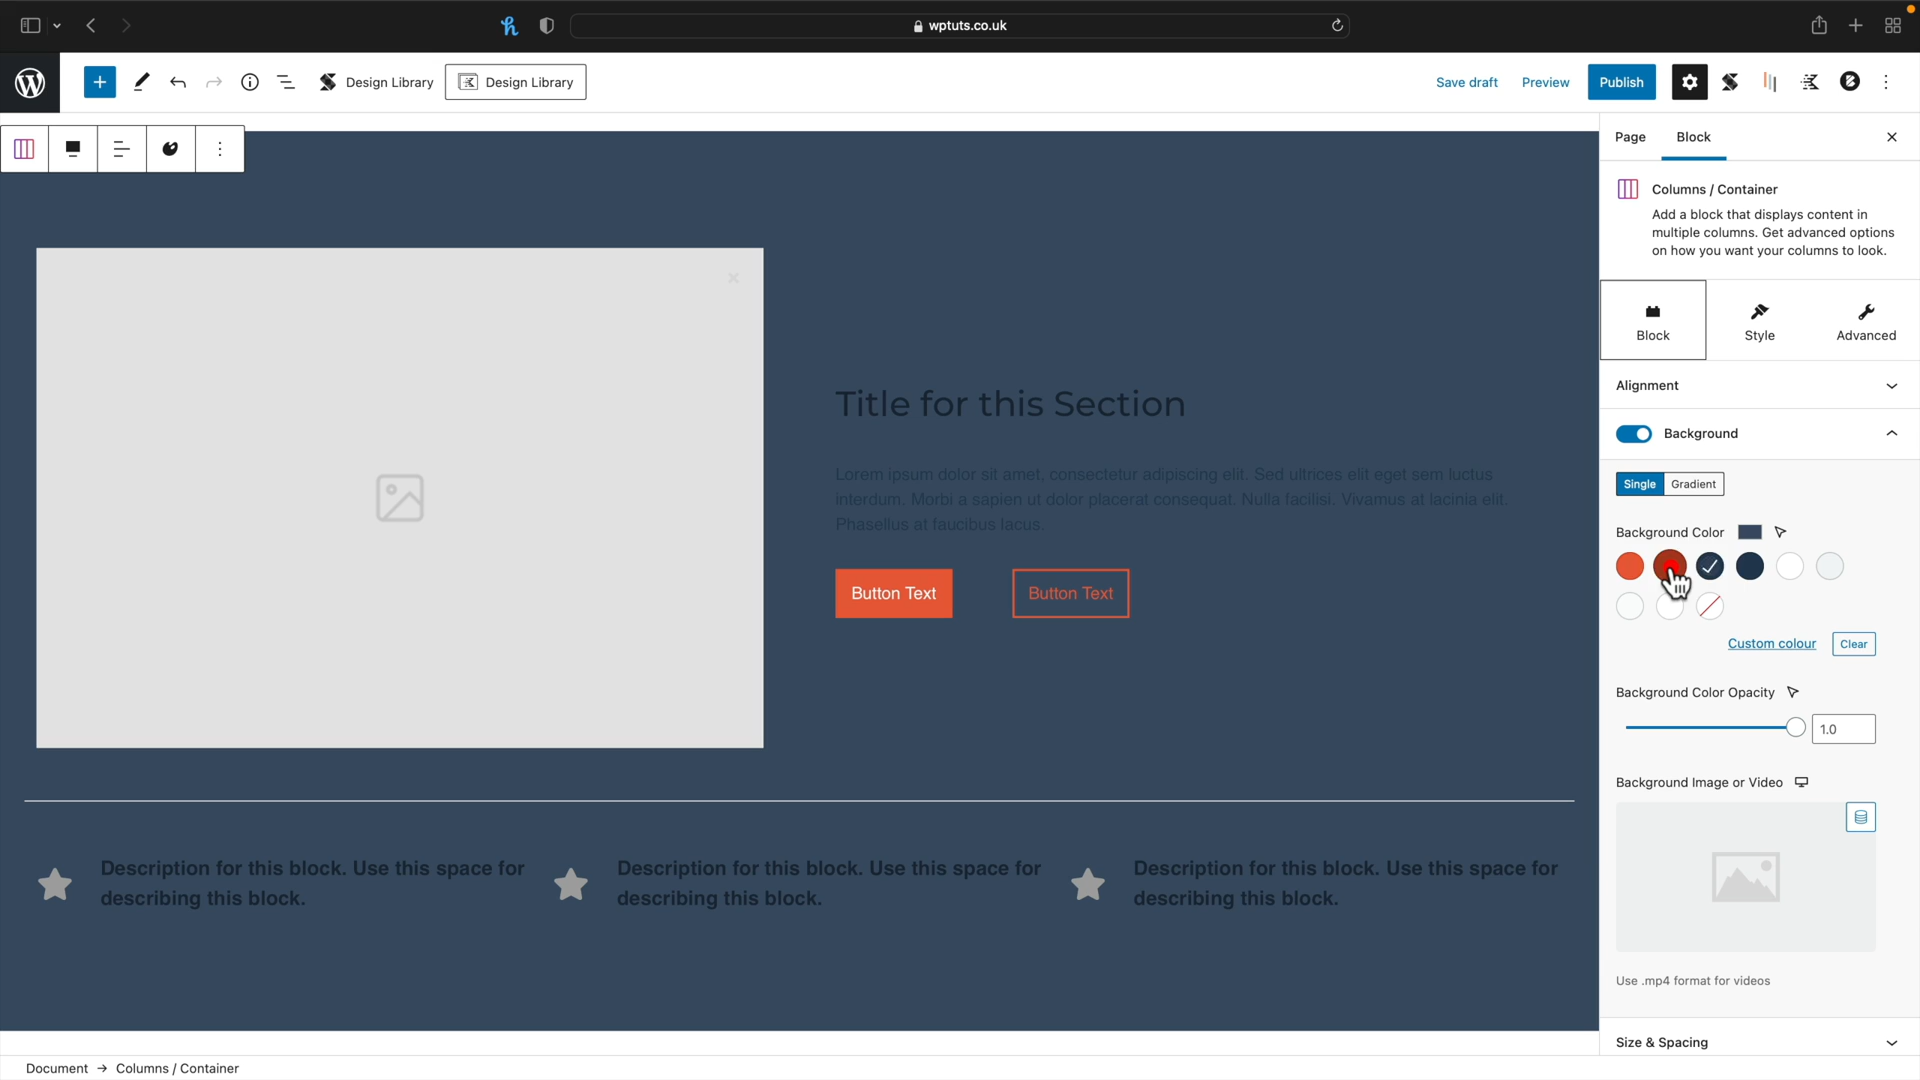 wptuts.co.uk
Design Library
Design Library
Save draft
Preview
Publish
Page
Block
Columns / Container
Add a block that displays content in
multiple columns. Get advanced options
on how you want your columns to look.
Block
Style
Advanced
Alignment
Background
Single
Gradient
Background Color
Custom colour
Clear
Background Color Opacity
1.0
Background Image or Video
Use .mp4 format for videos
Size & Spacing
Title for this Section
Lorem ipsum dolor sit amet, consectetur adipiscing elit. Sed ultrices elit eget sem luctus
interdum. Morbi a sapien ut dolor placerat consequat. Nulla facilisi. Vivamus at lacinia elit.
Phasellus at faucibus lacus.
Button Text
Button Text
Description for this block. Use this space for
describing this block.
Description for this block. Use this space for
describing this block.
Description for this block. Use this space for
describing this block.
Document → Columns / Container